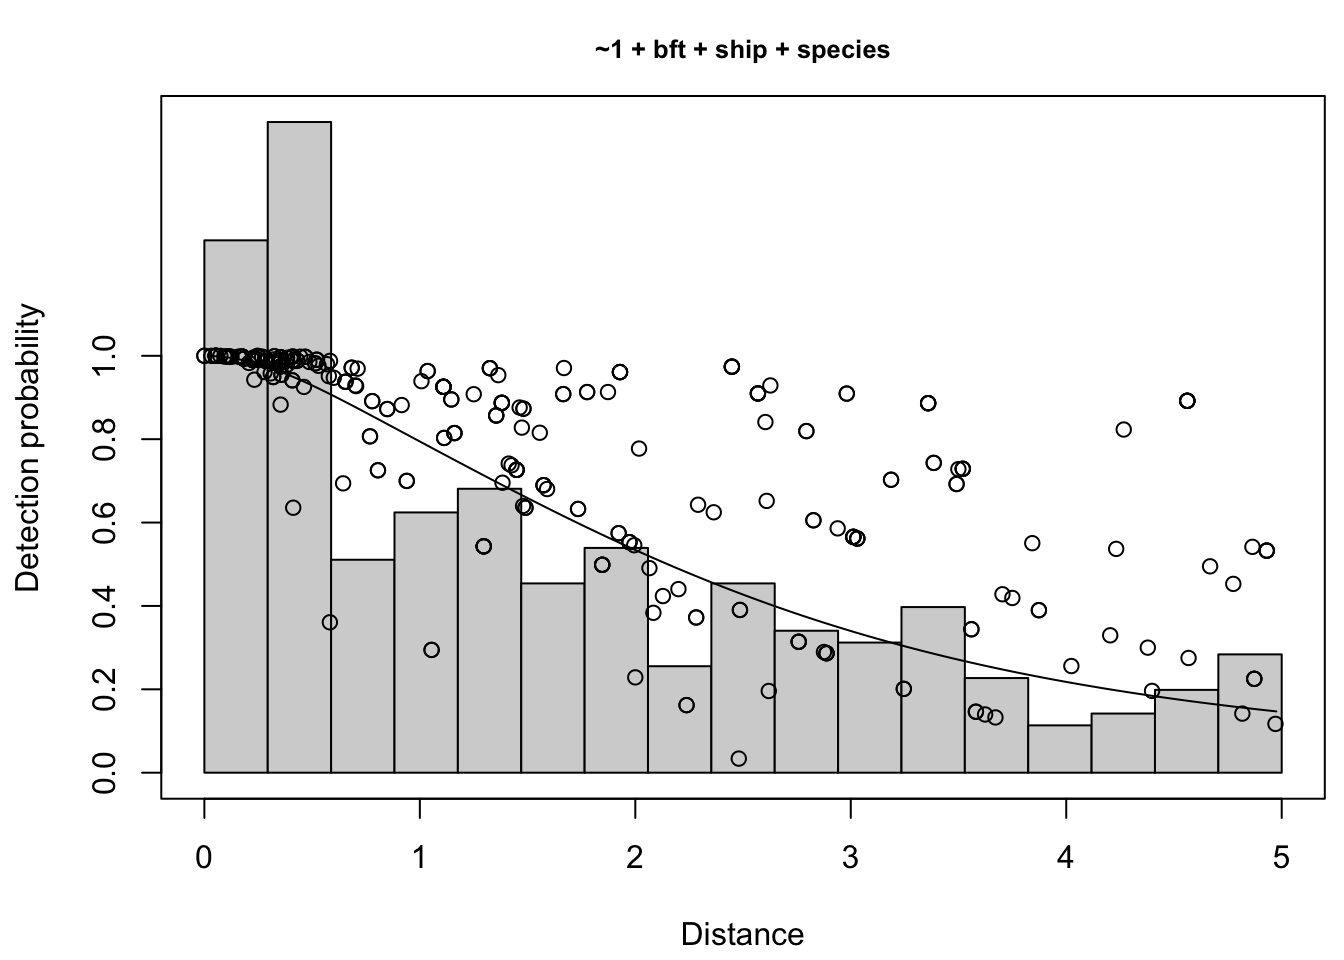 ~1 + bft + ship + species
Detection probability
1.0
0.8
0.6
0.4
0.2
0.0
0 1 2 3 4 5
Distance